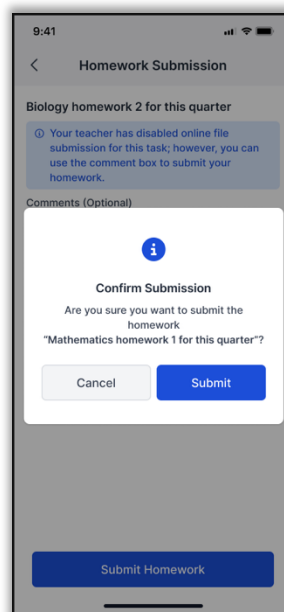 9:41
Homework Submission
Biology homework 2 for this quarter
Your teacher has disabled online file
submission for this task; however, you can
use the comment box to submit your
homework.
Comments (Optional)
Confirm Submission
Are you sure you want to submit the
homework
"Mathematics homework 1 for this quarter"?
Cancel
Submit
Submit Homework